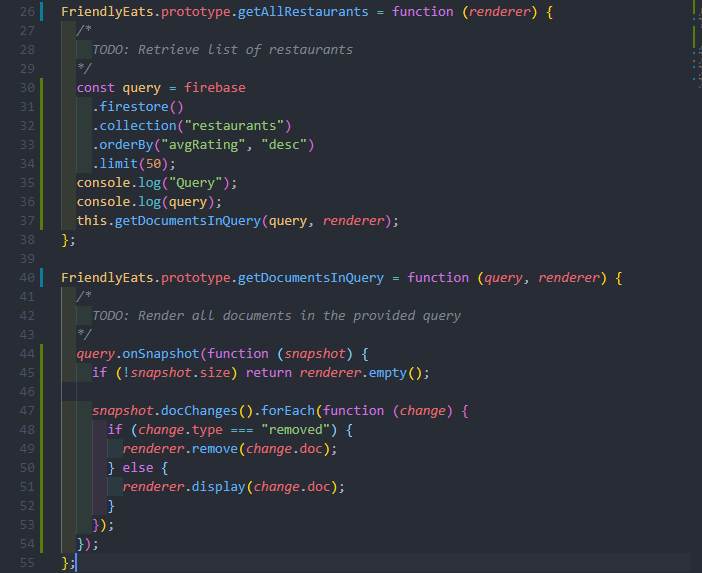 26 FriendlyEats.prototype.getAllRestaurants = function (renderer) {
27   /*
28     TODO: Retrieve list of restaurants
29   */
30   const query = firebase
31     .firestore()
32     .collection("restaurants")
33     .orderBy("avgRating", "desc")
34     .limit(50);
35   console.log("Query");
36   console.log(query);
37   this.getDocumentsInQuery(query, renderer);
38 };
39
40 FriendlyEats.prototype.getDocumentsInQuery = function (query, renderer) {
41   /*
42     TODO: Render all documents in the provided query
43   */
44   query.onSnapshot(function (snapshot) {
45     if (!snapshot.size) return renderer.empty();
46
47     snapshot.docChanges().forEach(function (change) {
48       if (change.type === "removed") {
49         renderer.remove(change.doc);
50       } else {
51         renderer.display(change.doc);
52       }
53     });
54   });
55 };